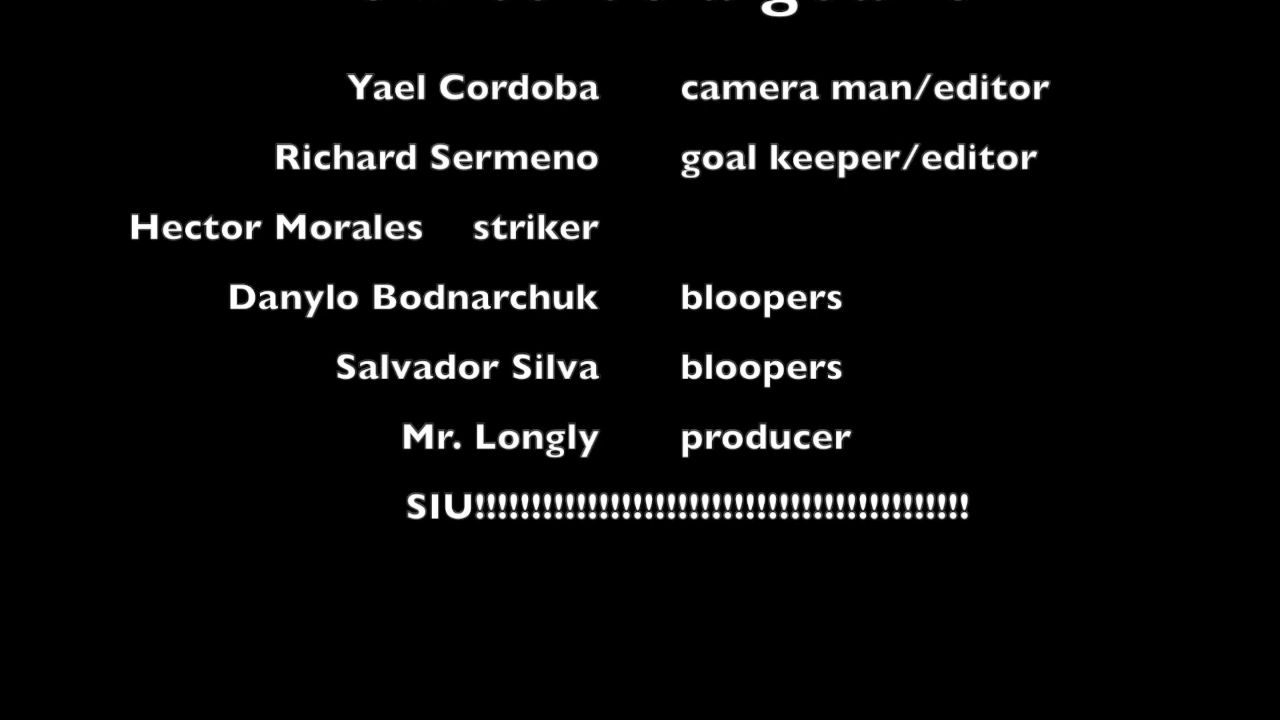 Yael Cordoba camera man/editor
Richard Sermeno goal keeper/editor
Hector Morales striker
Danylo Bodnarchuk bloopers
Salvador Silva bloopers
Mr. Longly producer
SIU!!!!!!!!!!!!!!!!!!!!!!!!!!!!!!!!!!!!!!!!!!!!